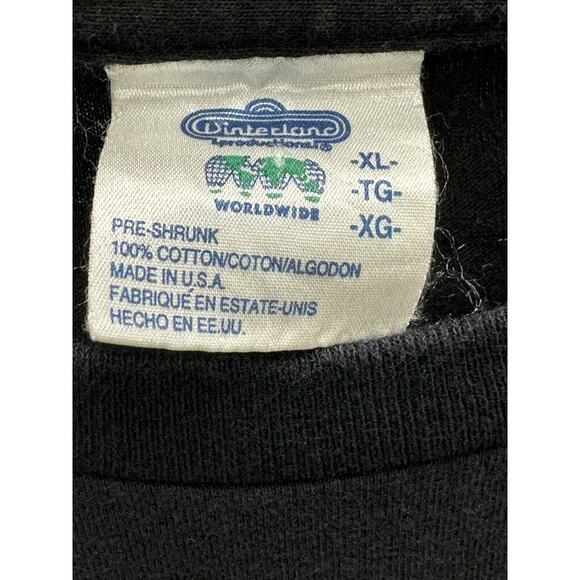 Winterland
Productions
WORLDWIDE
-XL-
-TG-
-XG-
PRE-SHRUNK
100% COTTON/COTON/ALGODON
MADE IN U.S.A.
FABRIQUÉ EN ESTATE-UNIS
HECHO EN EE.UU.